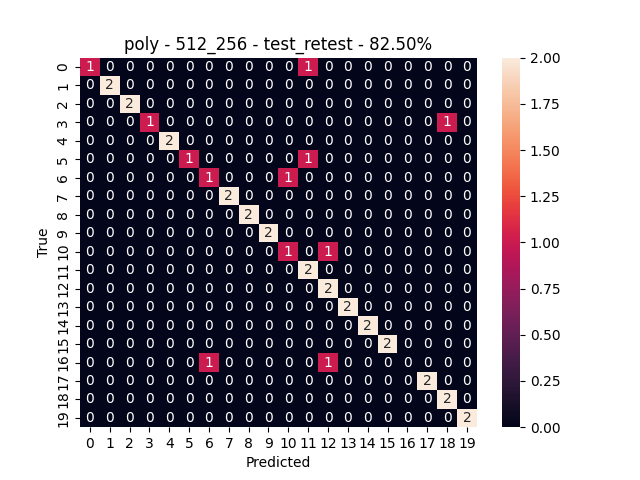 poly - 512_256 - test_retest - 82.50%
0 1 0 0 0 0 0 0 0 0 0 0 1 0 0 0 0 0 0 0 0
1 0 2 0 0 0 0 0 0 0 0 0 0 0 0 0 0 0 0 0 0
2 0 0 2 0 0 0 0 0 0 0 0 0 0 0 0 0 0 0 0 0
3 0 0 0 1 0 0 0 0 0 0 0 0 0 0 0 0 0 0 1 0
4 0 0 0 0 2 0 0 0 0 0 0 0 0 0 0 0 0 0 0 0
5 0 0 0 0 0 1 0 0 0 0 0 1 0 0 0 0 0 0 0 0
6 0 0 0 0 0 0 1 0 0 0 1 0 0 0 0 0 0 0 0 0
7 0 0 0 0 0 0 0 2 0 0 0 0 0 0 0 0 0 0 0 0
8 0 0 0 0 0 0 0 0 2 0 0 0 0 0 0 0 0 0 0 0
9 0 0 0 0 0 0 0 0 0 2 0 0 0 0 0 0 0 0 0 0
10 0 0 0 0 0 0 0 0 0 0 1 0 1 0 0 0 0 0 0 0
11 0 0 0 0 0 0 0 0 0 0 0 2 0 0 0 0 0 0 0 0
12 0 0 0 0 0 0 0 0 0 0 0 0 2 0 0 0 0 0 0 0
13 0 0 0 0 0 0 0 0 0 0 0 0 0 2 0 0 0 0 0 0
14 0 0 0 0 0 0 0 0 0 0 0 0 0 0 2 0 0 0 0 0
15 0 0 0 0 0 0 0 0 0 0 0 0 0 0 0 2 0 0 0 0
16 0 0 0 0 0 0 1 0 0 0 0 0 1 0 0 0 0 0 0 0
17 0 0 0 0 0 0 0 0 0 0 0 0 0 0 0 0 0 2 0 0
18 0 0 0 0 0 0 0 0 0 0 0 0 0 0 0 0 0 0 2 0
19 0 0 0 0 0 0 0 0 0 0 0 0 0 0 0 0 0 0 0 2
True
0 1 2 3 4 5 6 7 8 9 10 11 12 13 14 15 16 17 18 19
Predicted
2.00
1.75
1.50
1.25
1.00
0.75
0.50
0.25
0.00